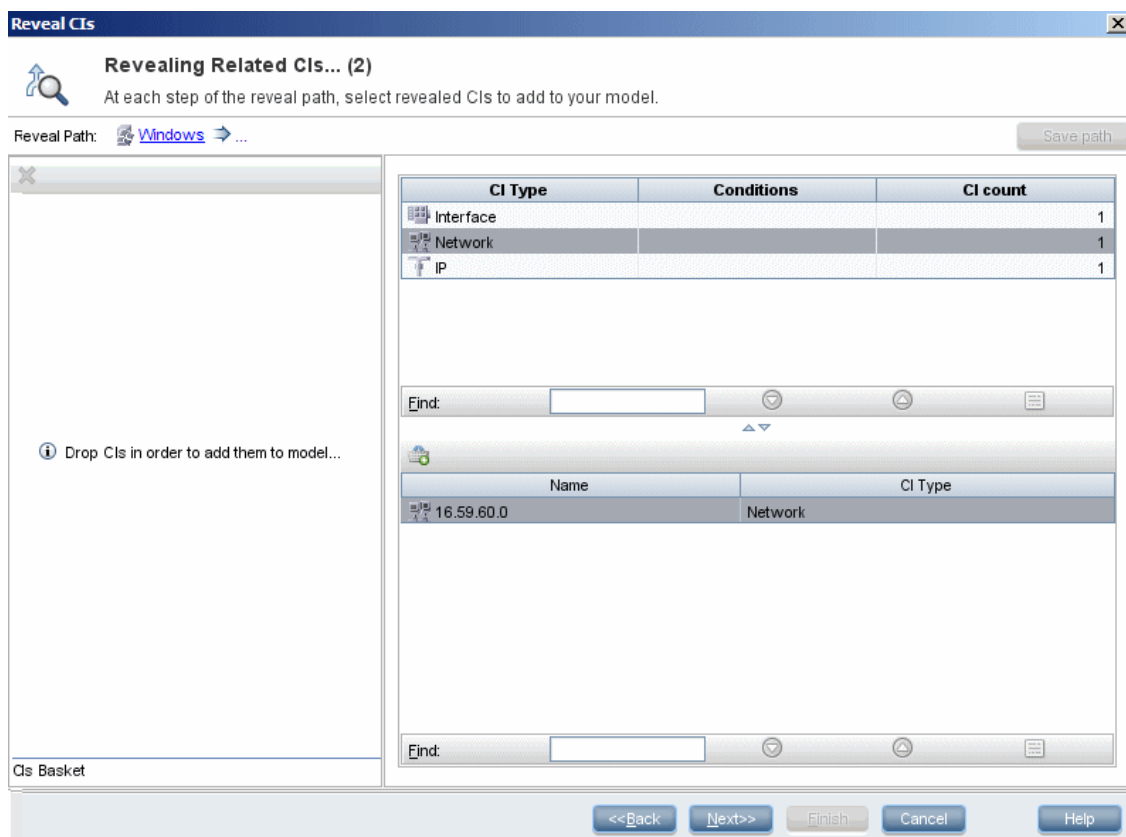 Reveal CIs
Revealing Related CIs... (2)
At each step of the reveal path, select revealed CIs to add to your model.
Reveal Path: Windows ...
Save path
CI Type Conditions CI count
Interface 1
Network 1
IP 1
Find:
Drop CIs in order to add them to model...
Name CI Type
16.59.60.0 Network
Find:
CIs Basket
<<Back Next>> Finish Cancel Help